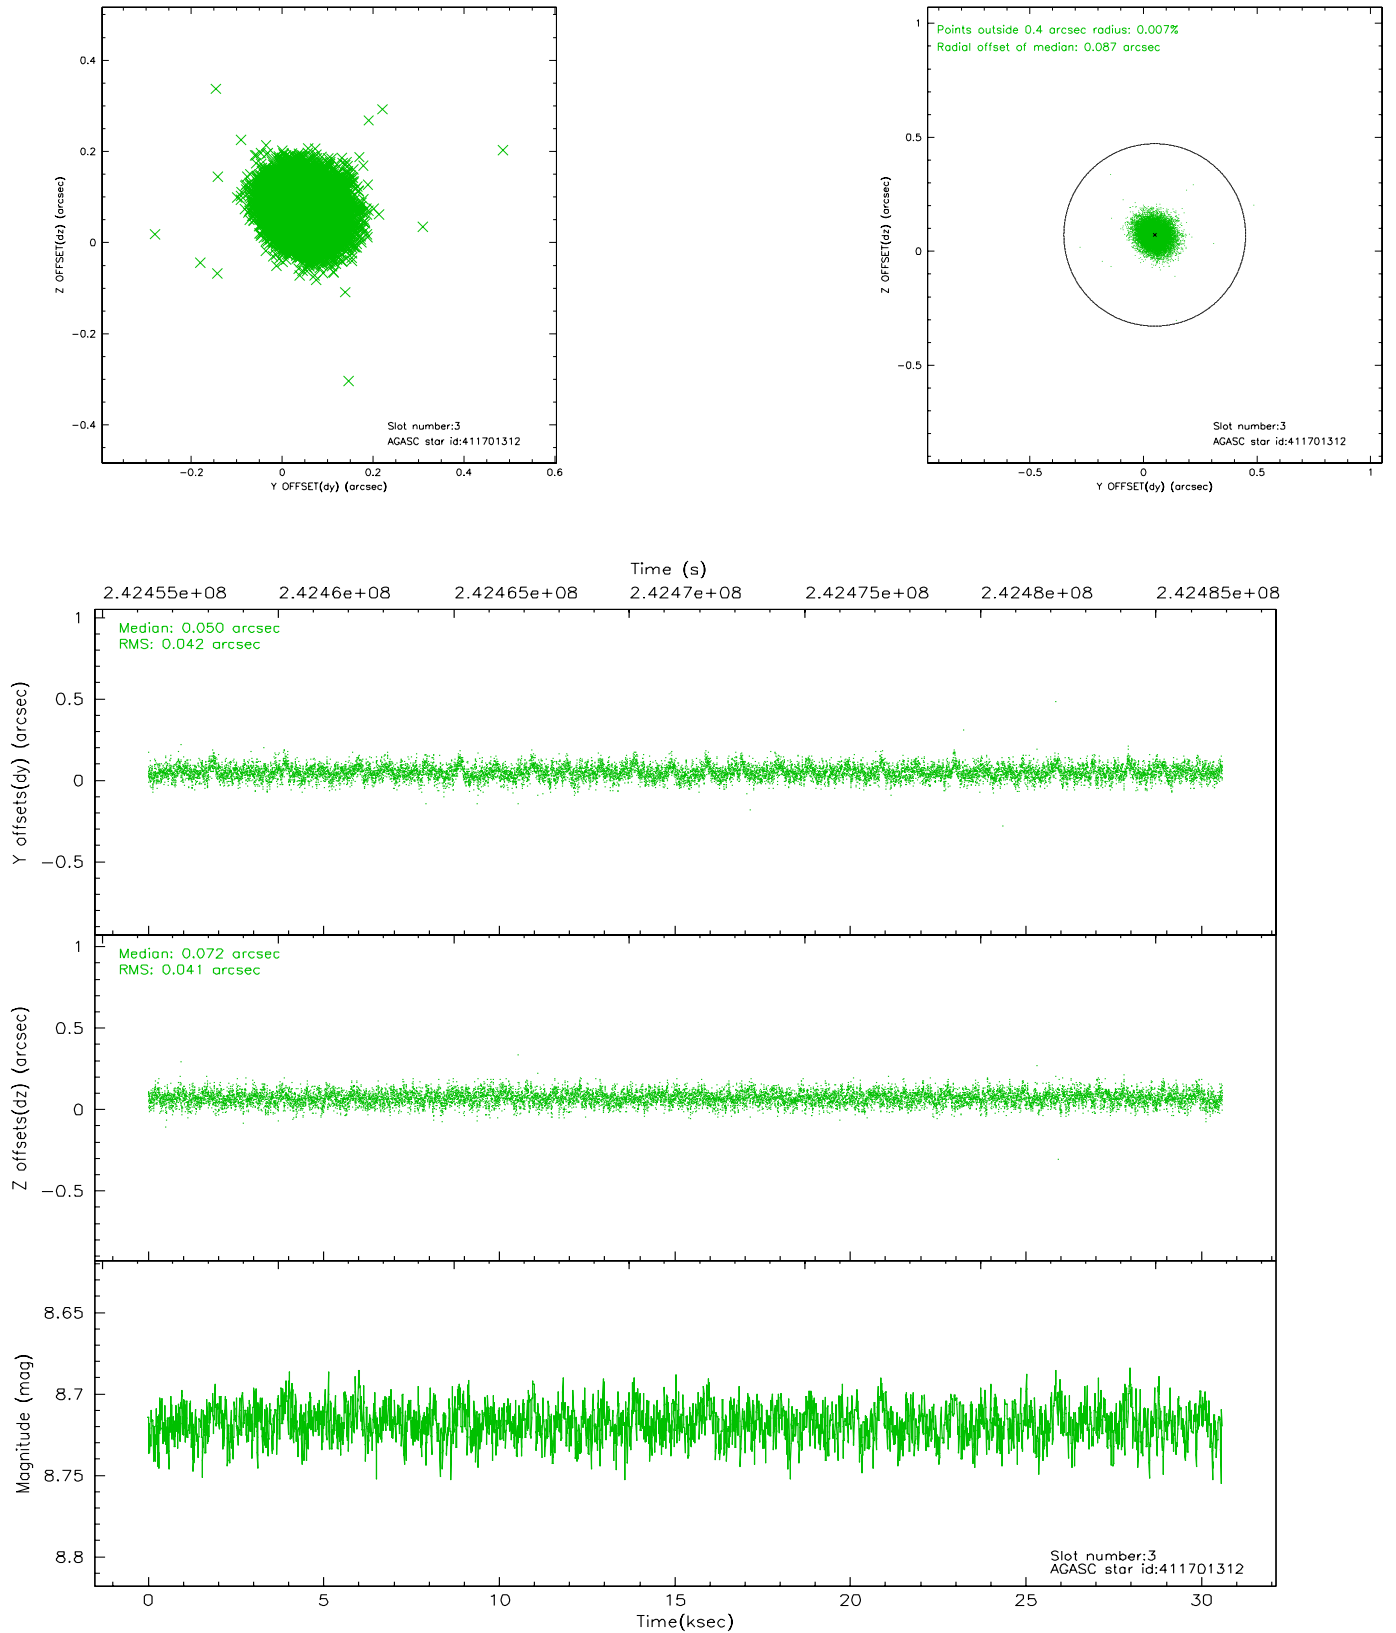 0.4
0.2
0
−0.2
−0.4
Z OFFSET(dz) (arcsec)
−0.2
0
0.2
0.4
0.6
Y OFFSET(dy) (arcsec)
Slot number:3
AGASC star id:411701312
Points outside 0.4 arcsec radius: 0.007%
Radial offset of median: 0.087 arcsec
1
0.5
0
−0.5
Z OFFSET(dz) (arcsec)
−0.5
0
0.5
1
Y OFFSET(dy) (arcsec)
Slot number:3
AGASC star id:411701312
Time (s)
2.42455e+08
2.4246e+08
2.42465e+08
2.4247e+08
2.42475e+08
2.4248e+08
2.42485e+08
Median: 0.050 arcsec
RMS: 0.042 arcsec
1
0.5
0
−0.5
Y offsets(dy) (arcsec)
Median: 0.072 arcsec
RMS: 0.041 arcsec
1
0.5
0
−0.5
Z offsets(dz) (arcsec)
8.65
8.7
8.75
8.8
Magnitude (mag)
Slot number:3
AGASC star id:411701312
0
5
10
15
20
25
30
Time(ksec)